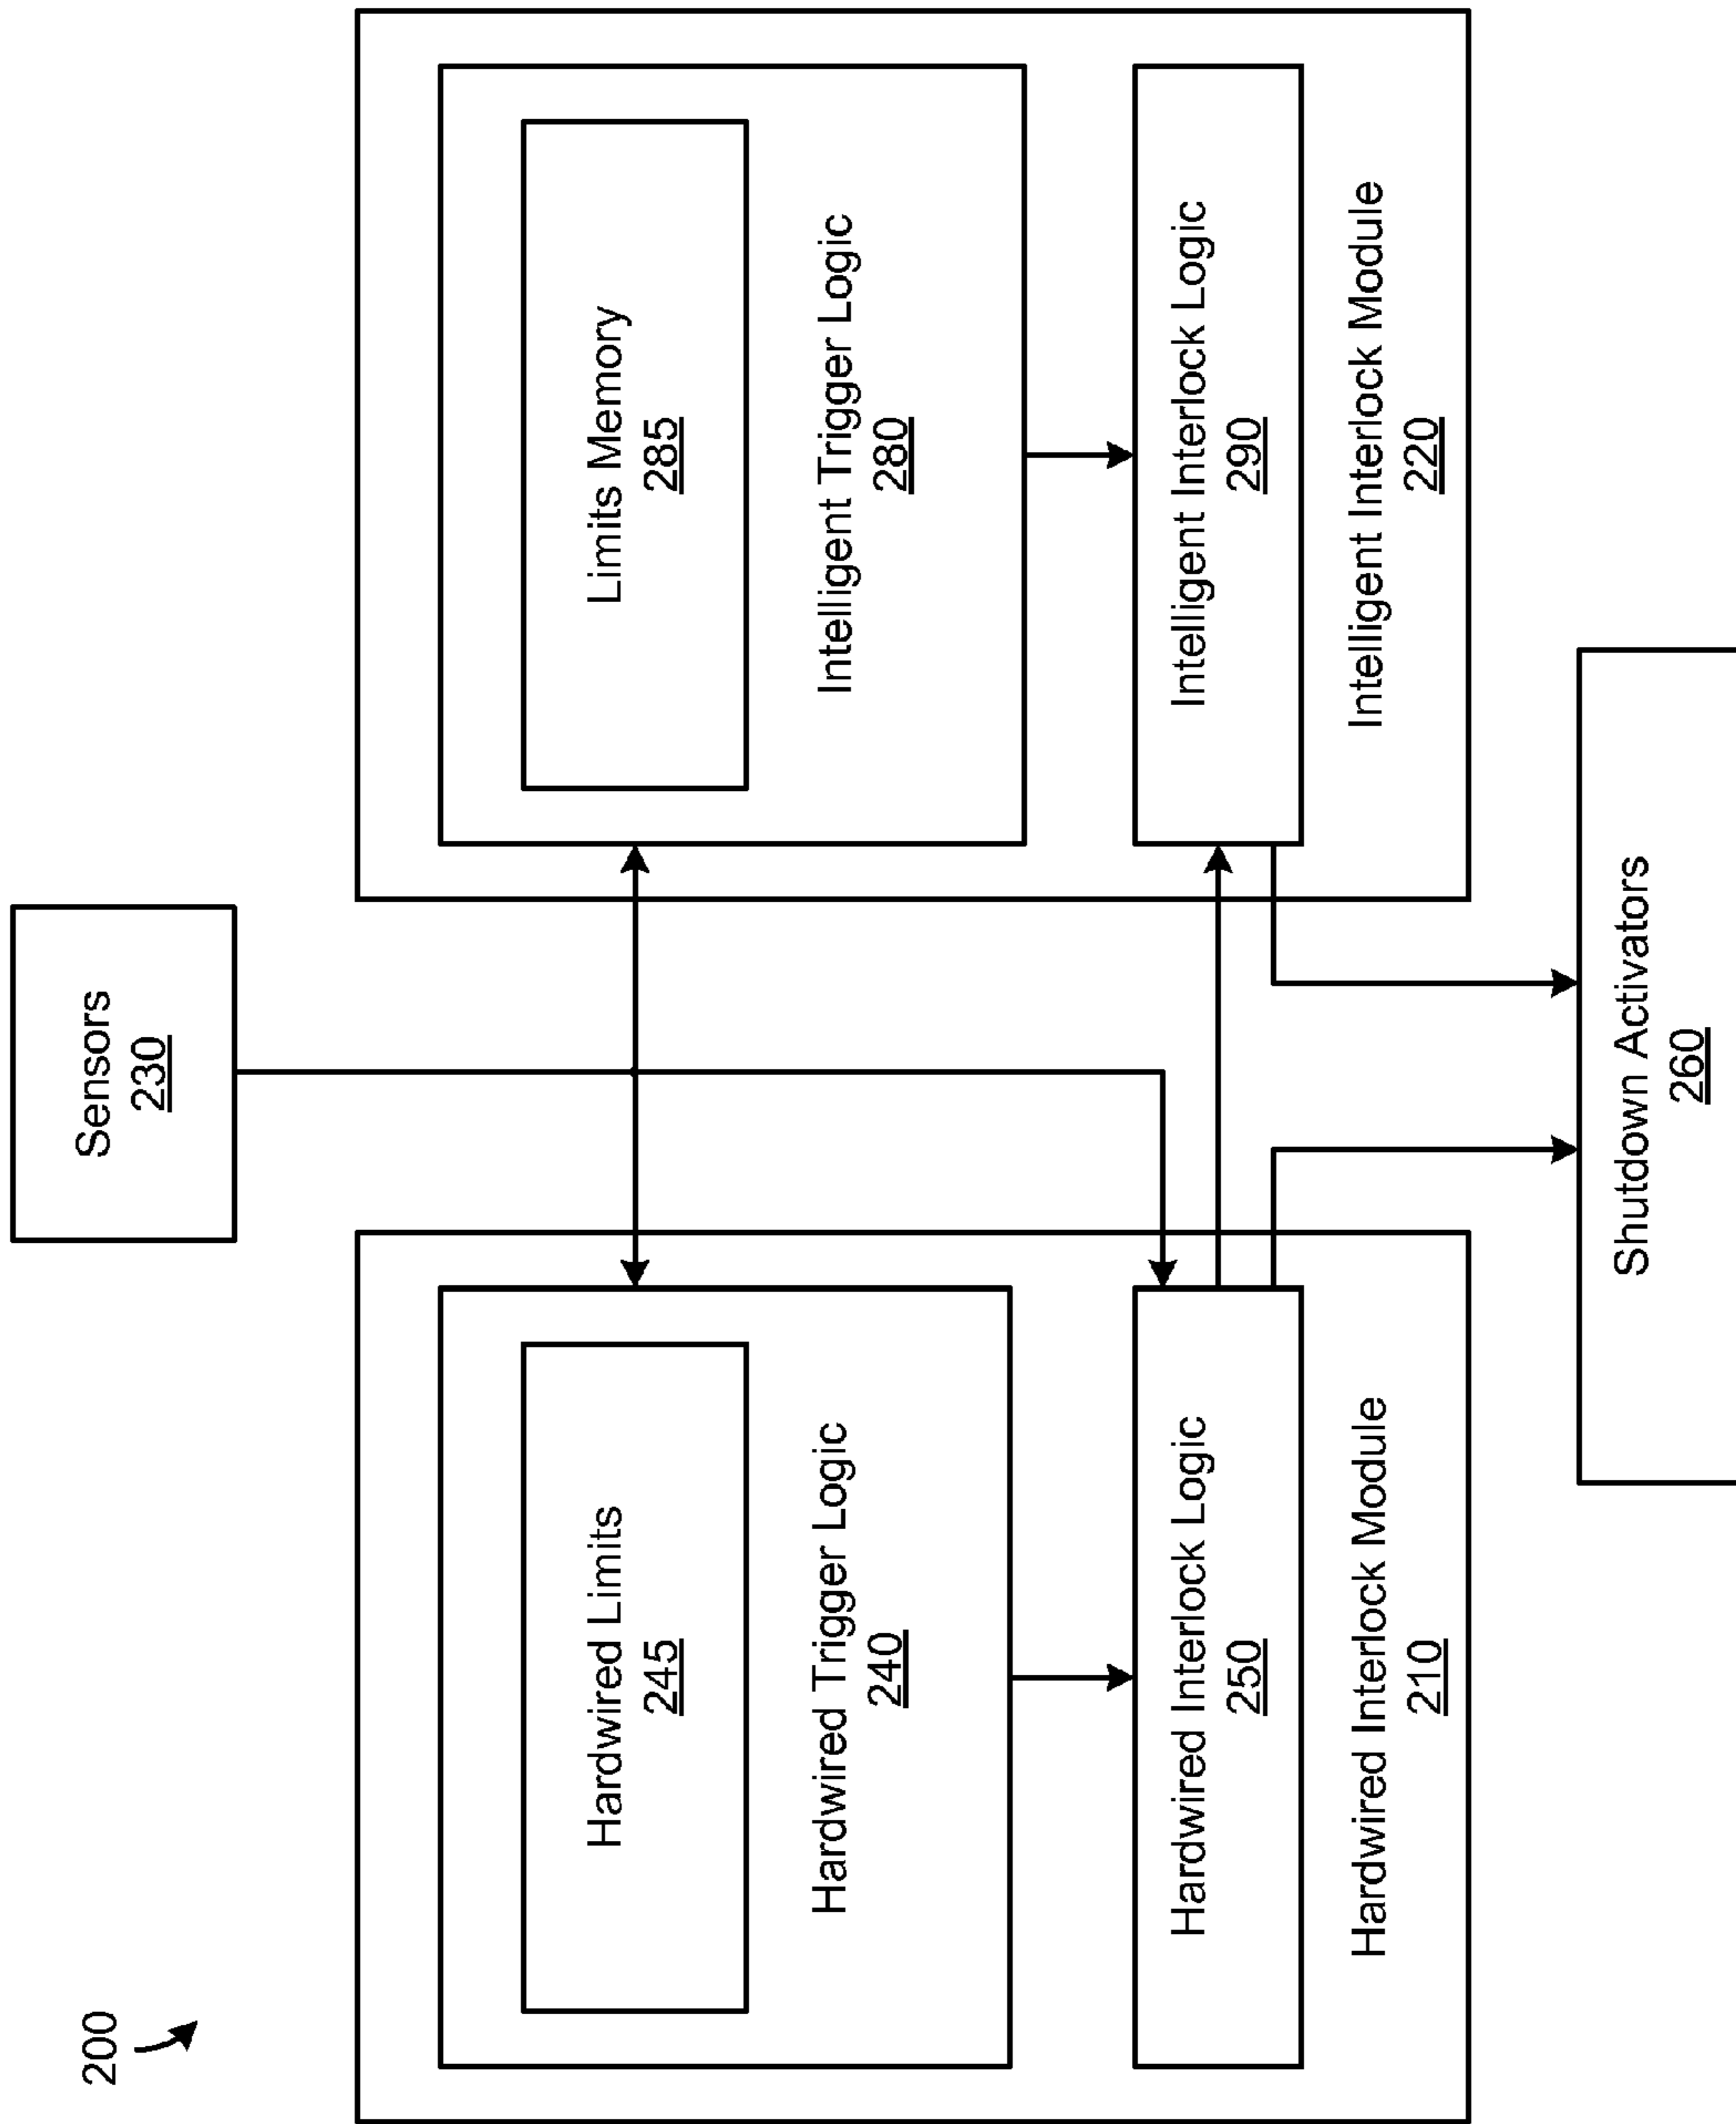 200
Sensors
230
Hardwired Limits
245
Hardwired Trigger Logic
240
Hardwired Interlock Logic
250
Hardwired Interlock Module
210
Limits Memory
285
Intelligent Trigger Logic
280
Intelligent Interlock Logic
290
Intelligent Interlock Module
220
Shutdown Activators
260